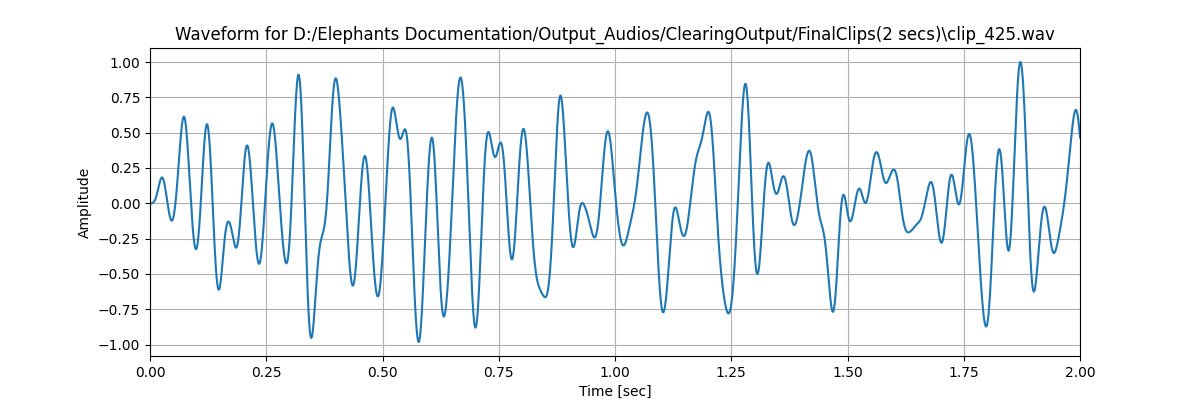 Waveform for D:/Elephants Documentation/Output_Audios/ClearingOutput/FinalClips(2 secs)\clip_425.wav
1.00
0.75
0.50
0.25
0.00
−0.25
−0.50
−0.75
−1.00
Amplitude
0.00 0.25 0.50 0.75 1.00 1.25 1.50 1.75 2.00
Time [sec]